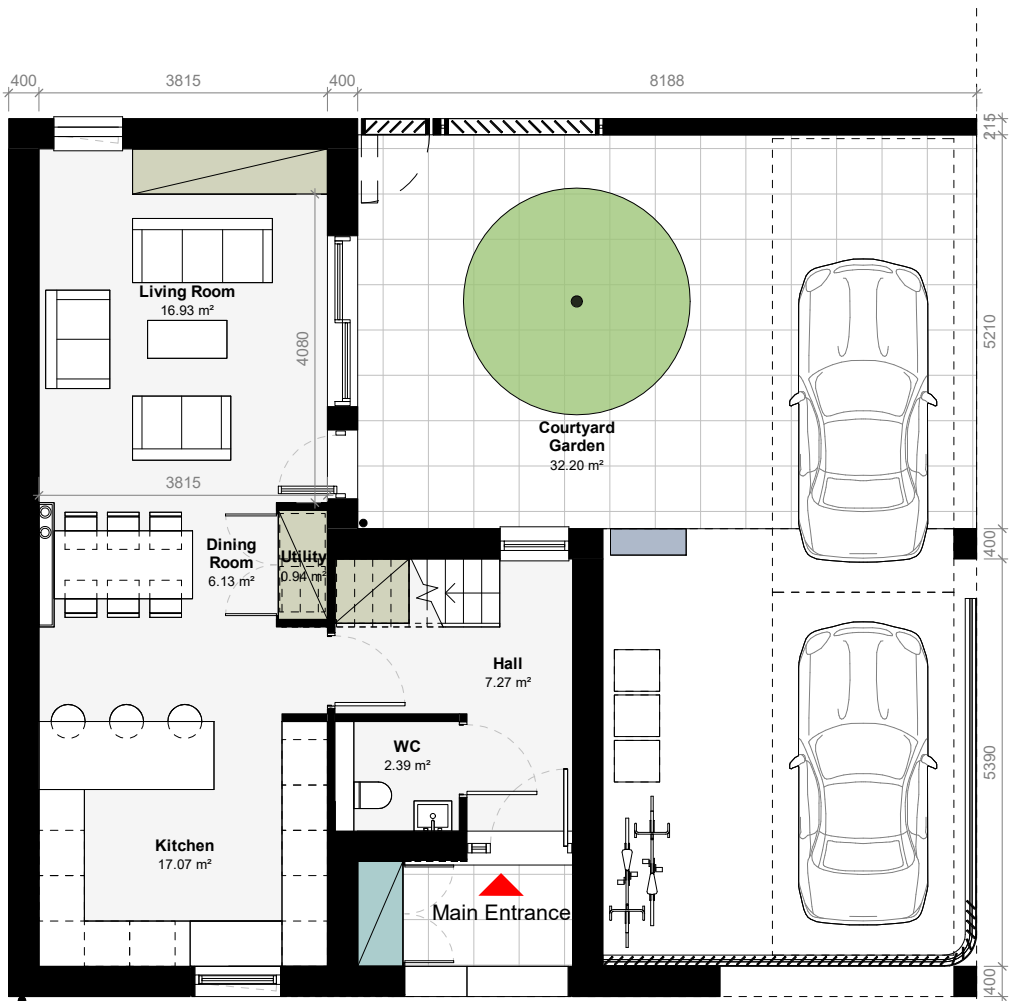 400
3815
400
8188
215
Living Room
16.93 m²
4080
5210
Courtyard
Garden
32.20 m²
3815
Dining
Room
6.13 m²
Utility
0.94 m²
400
Hall
7.27 m²
WC
2.39 m²
5390
Kitchen
17.07 m²
Main Entrance
400